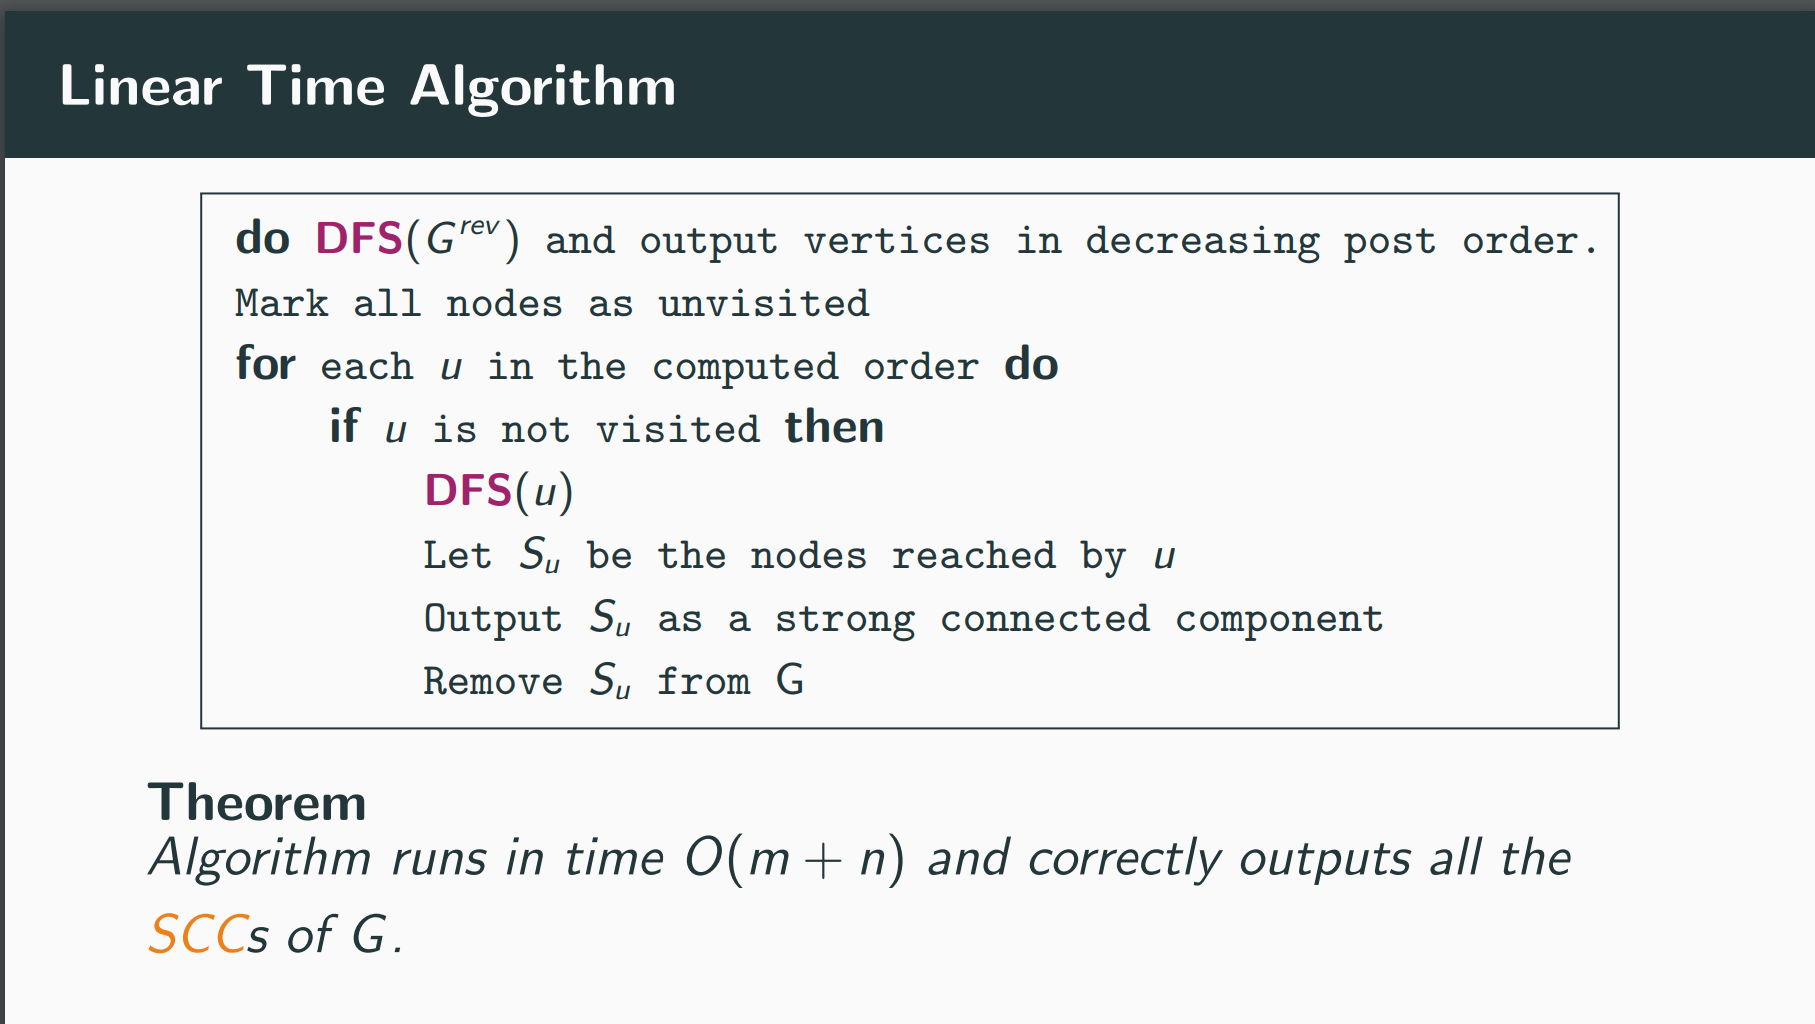 Linear Time Algorithm
do DFS(G^rev) and output vertices in decreasing post order.
Mark all nodes as unvisited
for each u in the computed order do
if u is not visited then
DFS(u)
Let S_u be the nodes reached by u
Output S_u as a strong connected component
Remove S_u from G
Theorem
Algorithm runs in time O(m + n) and correctly outputs all the
SCCs of G.